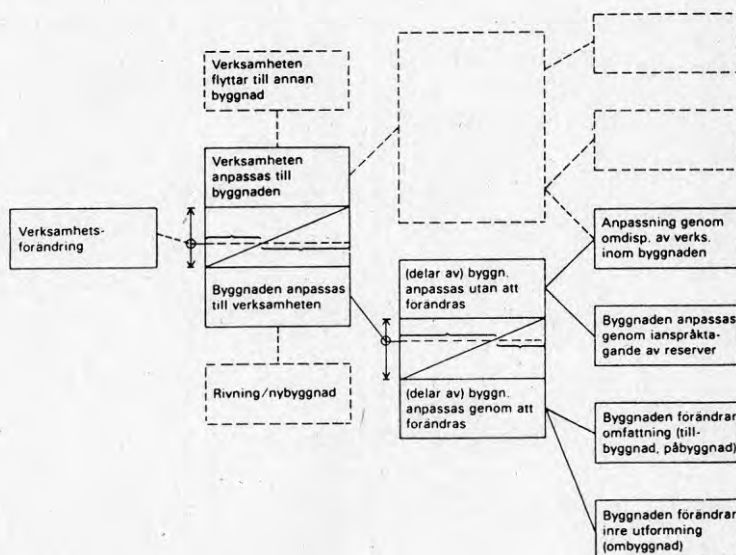 Verksamheten
flyttar till annan
byggnad
Verksamheten
anpassas till
byggnaden
Verksamhets-
förändring
Byggnaden anpassas
till verksamheten
Rivning/nybyggnad
(delar av) byggn.
anpassas utan att
förändras
(delar av) byggn.
anpassas genom att
förändras
Anpassning genom
omdisp. av verks.
inom byggnaden
Byggnaden anpassas
genom ianspråkta-
gande av reserver
Byggnaden förändrar
omfattning (till-
byggnad, påbyggnad)
Byggnaden förändrar
inre utformning
(ombyggnad)